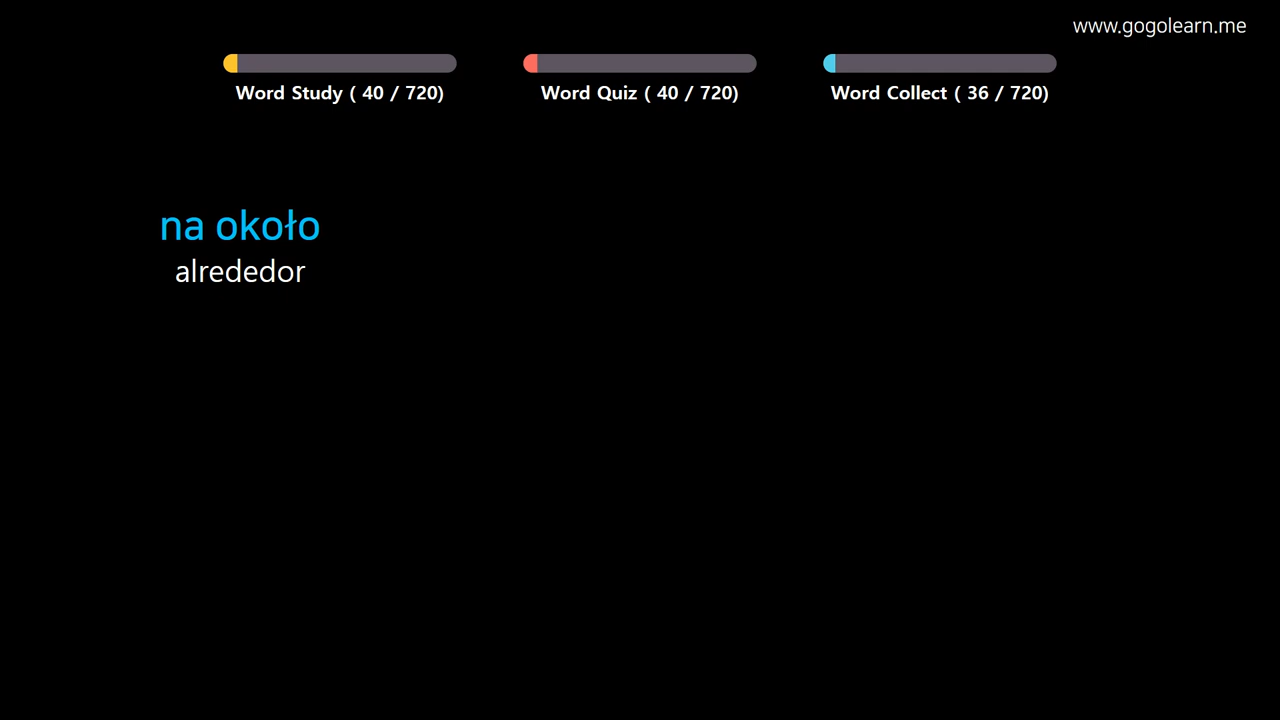 www.gogolearn.me
Word Study ( 40 / 720)
Word Quiz ( 40 / 720)
Word Collect ( 36 / 720)
na około
alrededor